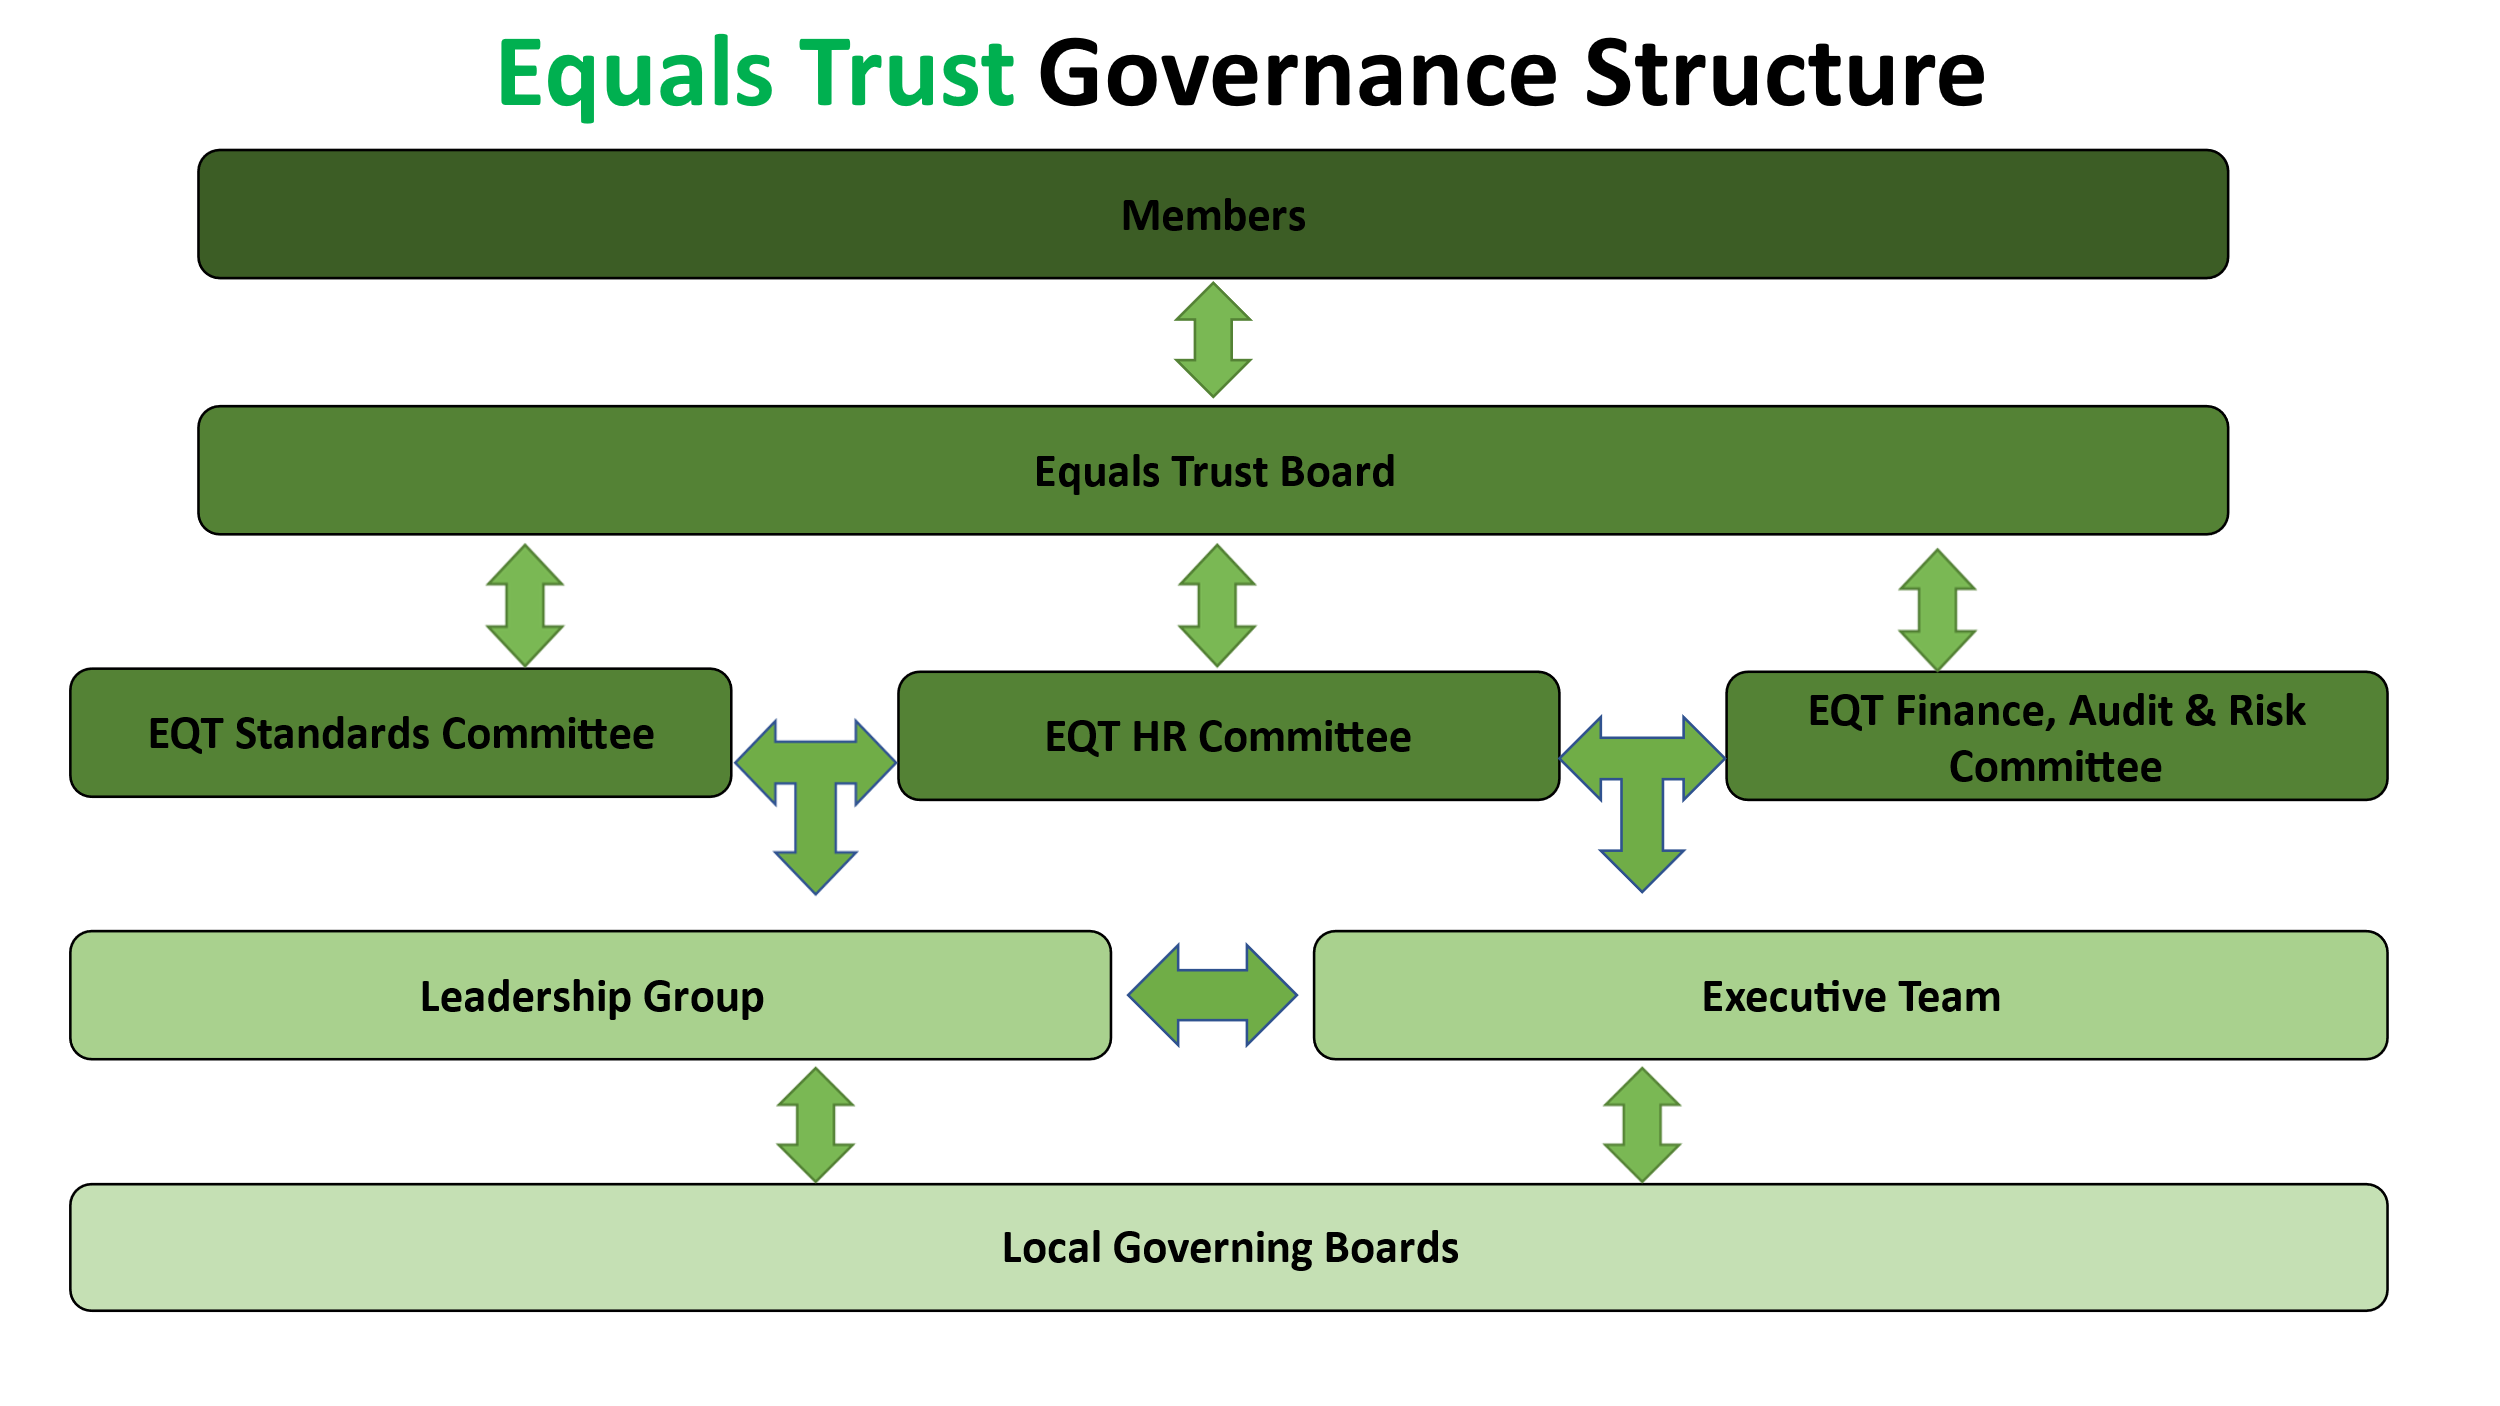 Equals Trust Governance Structure
Members
Equals Trust Board
EQT Standards Committee
EQT HR Committee
EQT Finance, Audit & Risk
Committee
Leadership Group
Executive Team
Local Governing Boards